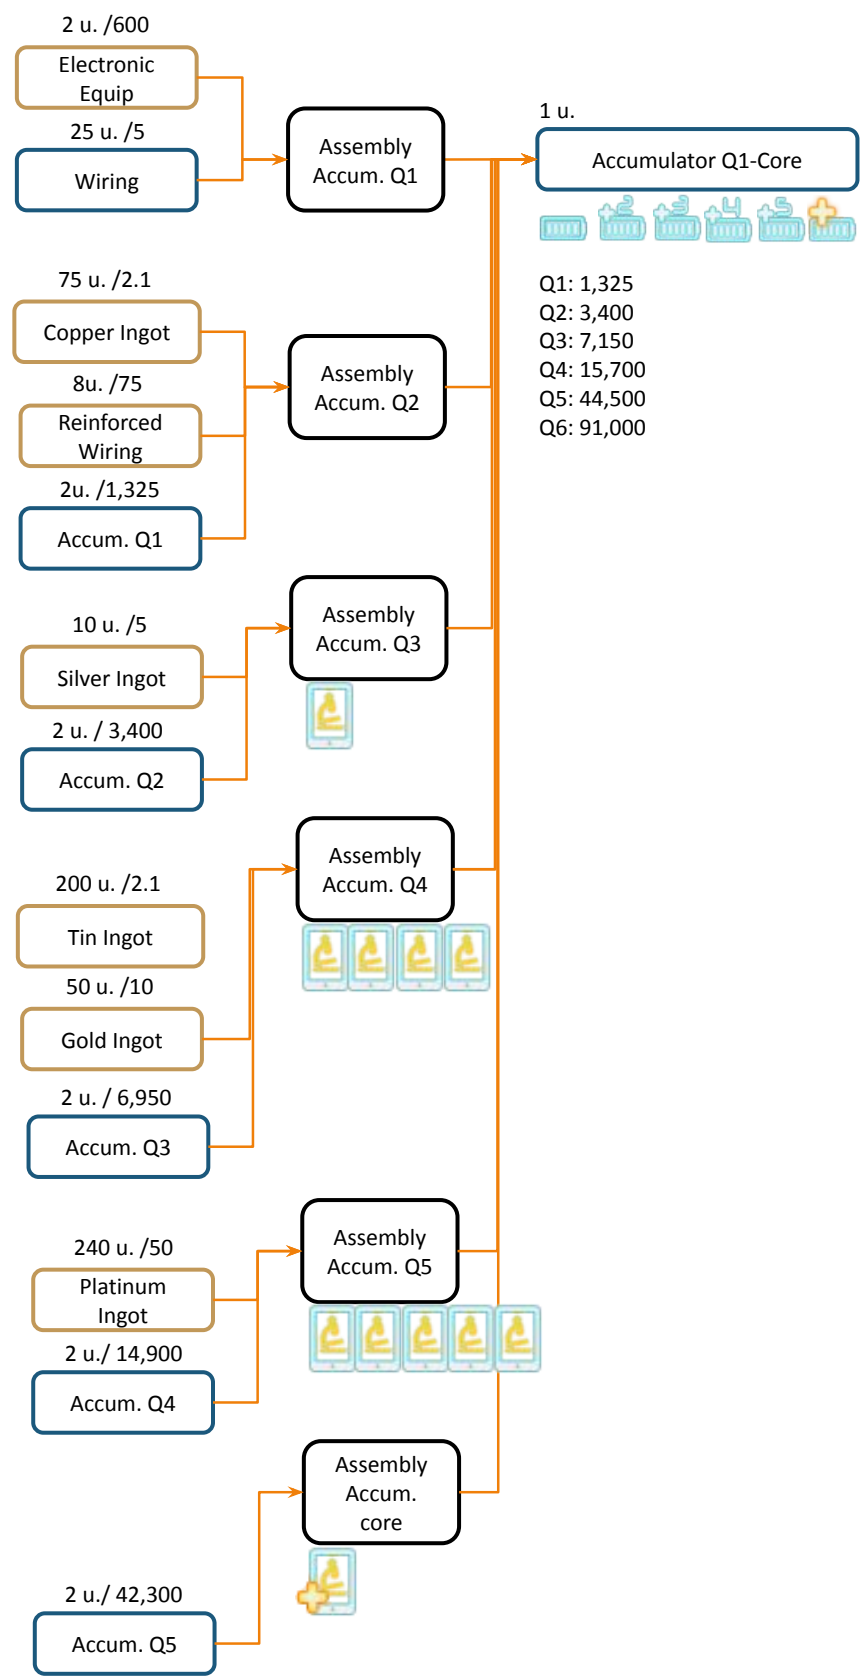 2 u. /600
Electronic
Equip
25 u. /5
Wiring
Assembly
Accum. Q1
1 u.
Accumulator Q1-Core
+2
+3
+4
+5
Q1: 1,325
Q2: 3,400
Q3: 7,150
Q4: 15,700
Q5: 44,500
Q6: 91,000
75 u. /2.1
Copper Ingot
8u. /75
Reinforced
Wiring
2u. /1,325
Accum. Q1
Assembly
Accum. Q2
10 u. /5
Silver Ingot
2 u. / 3,400
Accum. Q2
Assembly
Accum. Q3
200 u. /2.1
Tin Ingot
50 u. /10
Gold Ingot
2 u. / 6,950
Accum. Q3
Assembly
Accum. Q4
240 u. /50
Platinum
Ingot
2 u./ 14,900
Accum. Q4
Assembly
Accum. Q5
2 u./ 42,300
Accum. Q5
Assembly
Accum.
core